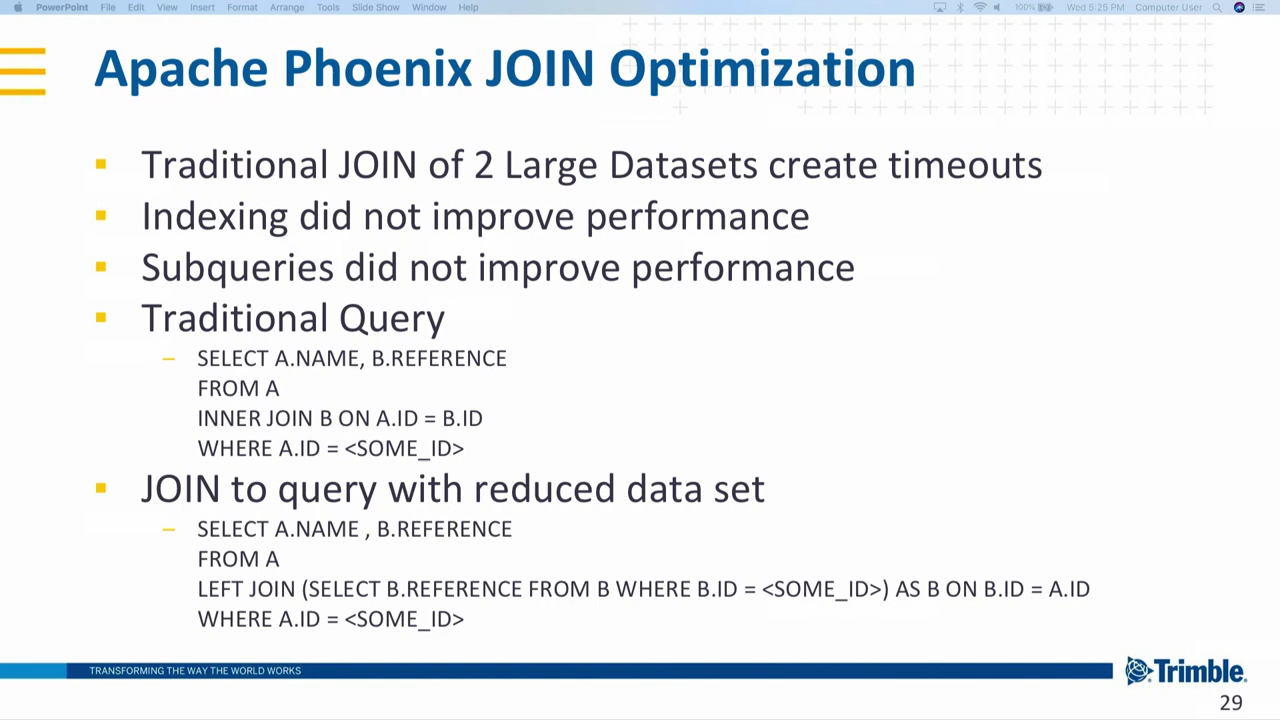 PowerPoint File Edit View Insert Format Arrange Tools Slide Show Window Help 100% Wed 5:25 PM Computer User
Apache Phoenix JOIN Optimization
Traditional JOIN of 2 Large Datasets create timeouts
Indexing did not improve performance
Subqueries did not improve performance
Traditional Query
– SELECT A.NAME, B.REFERENCE
FROM A
INNER JOIN B ON A.ID = B.ID
WHERE A.ID = <SOME_ID>
JOIN to query with reduced data set
– SELECT A.NAME , B.REFERENCE
FROM A
LEFT JOIN (SELECT B.REFERENCE FROM B WHERE B.ID = <SOME_ID>) AS B ON B.ID = A.ID
WHERE A.ID = <SOME_ID>
TRANSFORMING THE WAY THE WORLD WORKS
Trimble.
29